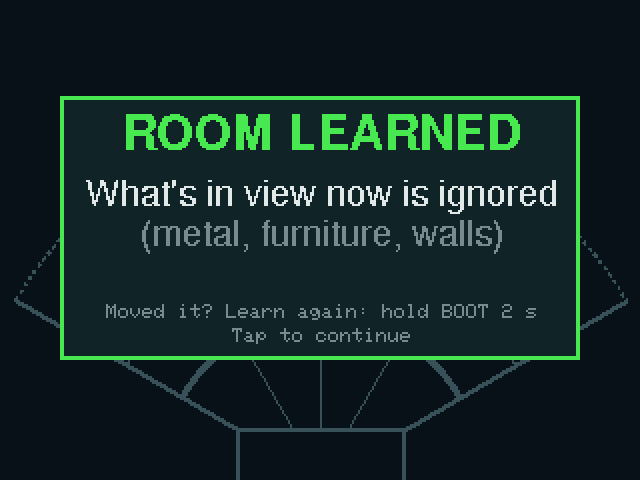 ROOM LEARNED
What's in view now is ignored
(metal, furniture, walls)
Moved it? Learn again: hold BOOT 2 s
Tap to continue